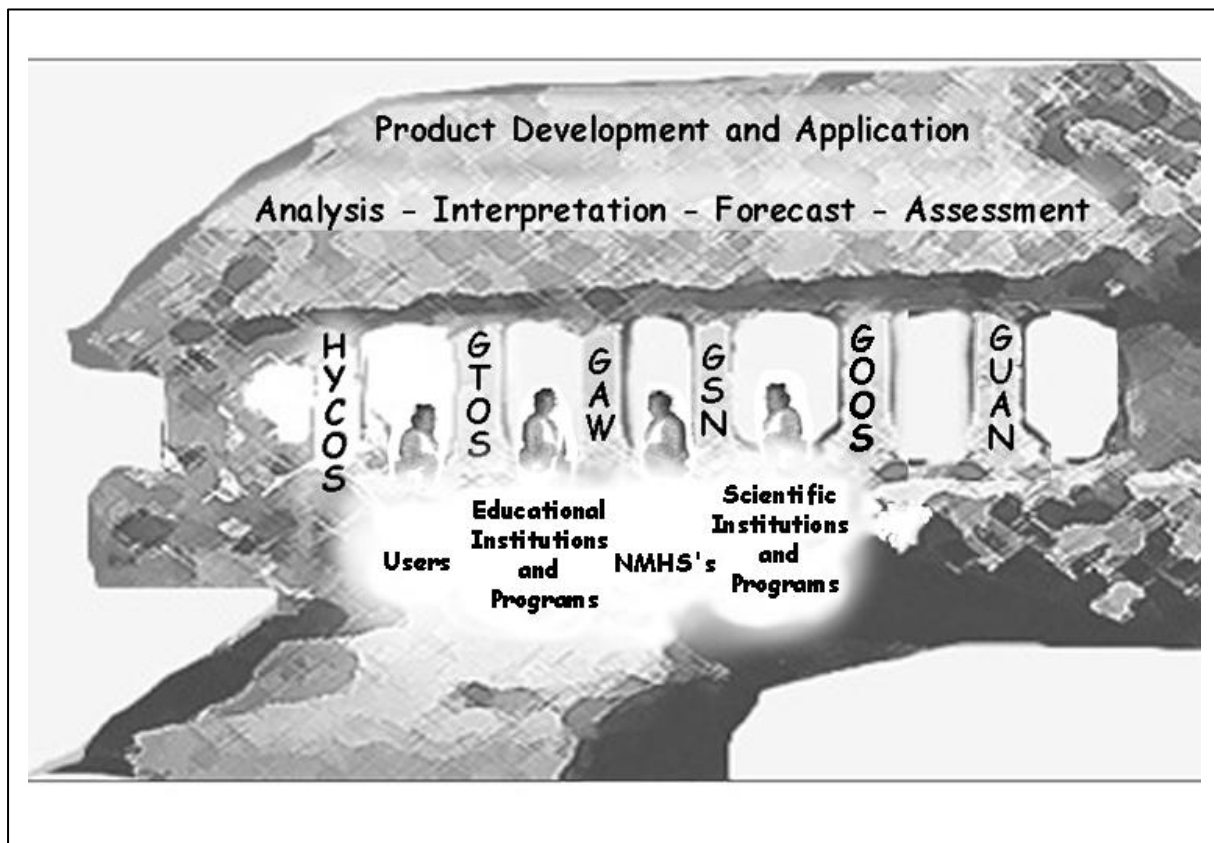 Product Development and Application
Analysis - Interpretation - Forecast - Assessment
HYCOS
GTOS
GAW
GSN
GOOS
GUAN
Users
Educational
Institutions
and
Programs
NMHS's
Scientific
Institutions
and
Programs